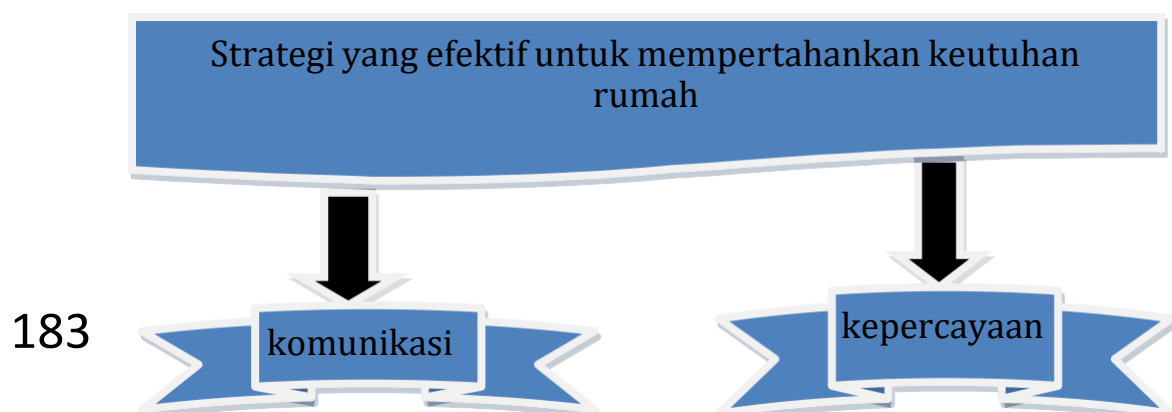 Strategi yang efektif untuk mempertahankan keutuhan
rumah
183
komunikasi
kepercayaan